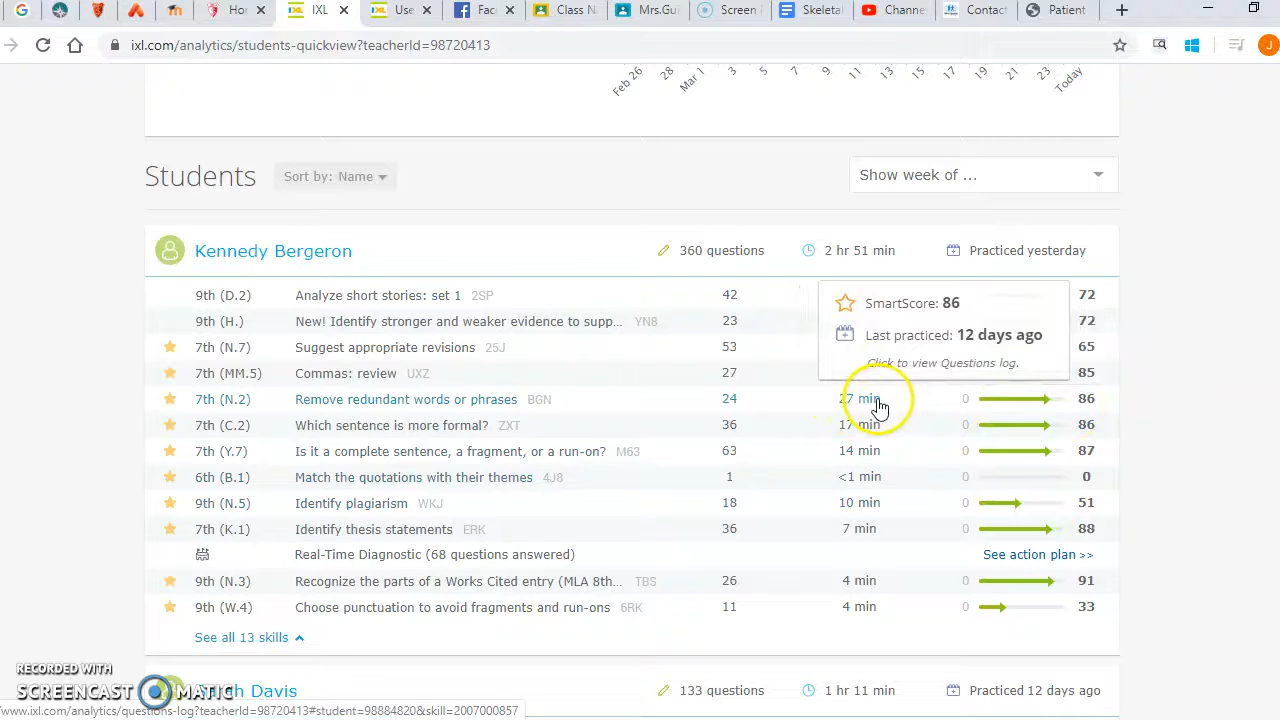 Ho
IXL
Use
Fac
Class N
Mrs.Gui
Screen
Skeleta
Channe
Contact
Patient
ixl.com/analytics/students-quickview?teacherId=98720413
J
Feb 26
28
Mar 1
3
5
7
9
11
13
15
17
19
21
23
Today
Students
Sort by: Name
Show week of ...
Kennedy Bergeron 360 questions 2 hr 51 min Practiced yesterday
9th (D.2) Analyze short stories: set 1 2SP 42 72
9th (H.) New! Identify stronger and weaker evidence to supp... YN8 23 72
7th (N.7) Suggest appropriate revisions 25J 53 65
7th (MM.5) Commas: review UXZ 27 85
SmartScore: 86
Last practiced: 12 days ago
Click to view Questions log.
7th (N.2) Remove redundant words or phrases BGN 24 27 min 0 86
7th (C.2) Which sentence is more formal? ZXT 36 17 min 0 86
7th (Y.7) Is it a complete sentence, a fragment, or a run-on? M63 63 14 min 0 87
6th (B.1) Match the quotations with their themes 4J8 1 <1 min 0 0
9th (N.5) Identify plagiarism WKJ 18 10 min 0 51
7th (K.1) Identify thesis statements ERK 36 7 min 0 88
Real-Time Diagnostic (68 questions answered) See action plan >>
9th (N.3) Recognize the parts of a Works Cited entry (MLA 8th... TBS 26 4 min 0 91
9th (W.4) Choose punctuation to avoid fragments and run-ons 6RK 11 4 min 0 33
See all 13 skills
RECORDED WITH
SCREENCAST MATIC
Davis 133 questions 1 hr 11 min Practiced 12 days ago
www.ixl.com/analytics/questions-log?teacherId=98720413#student=98884820&skill=2007000857